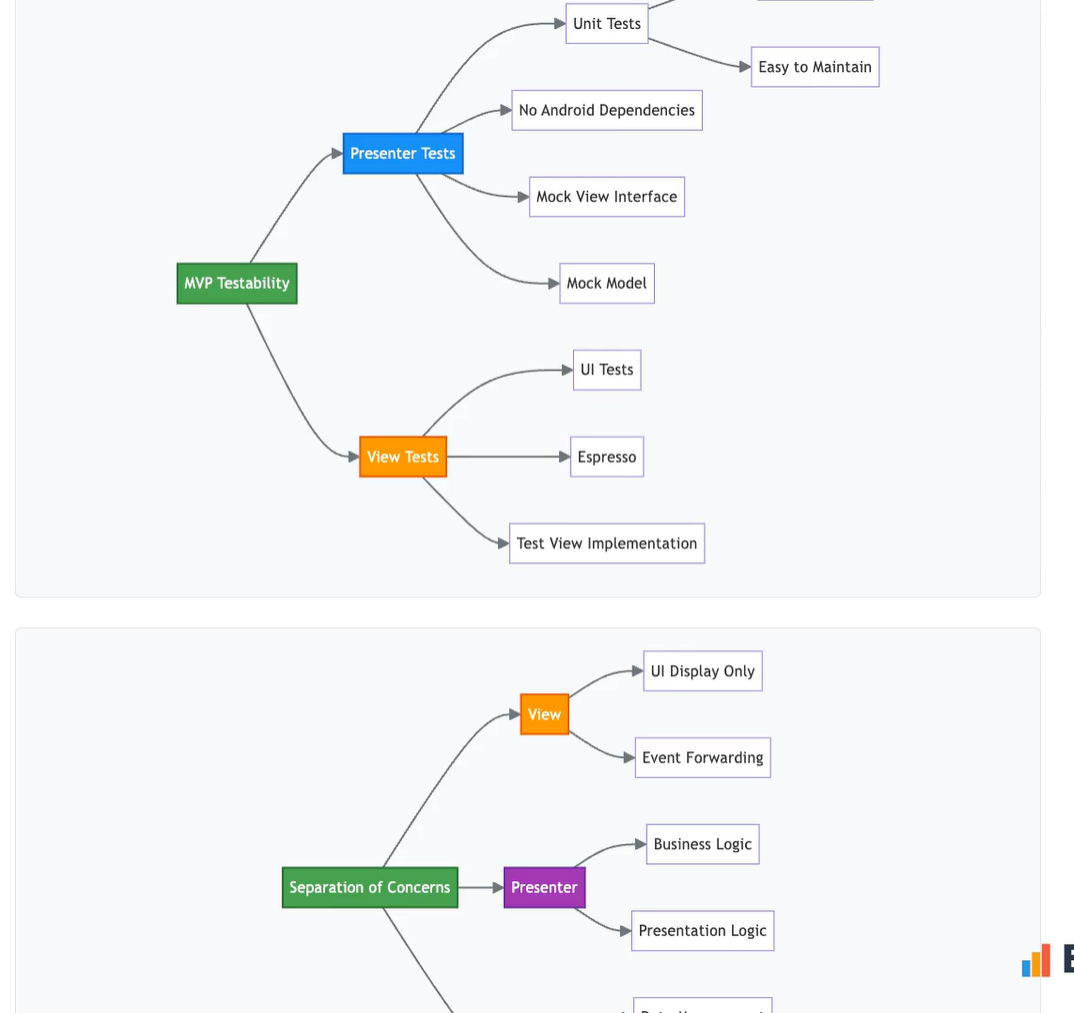 Unit Tests
Easy to Maintain
No Android Dependencies
Presenter Tests
Mock View Interface
MVP Testability
Mock Model
UI Tests
View Tests
Espresso
Test View Implementation
UI Display Only
View
Event Forwarding
Business Logic
Separation of Concerns
Presenter
Presentation Logic